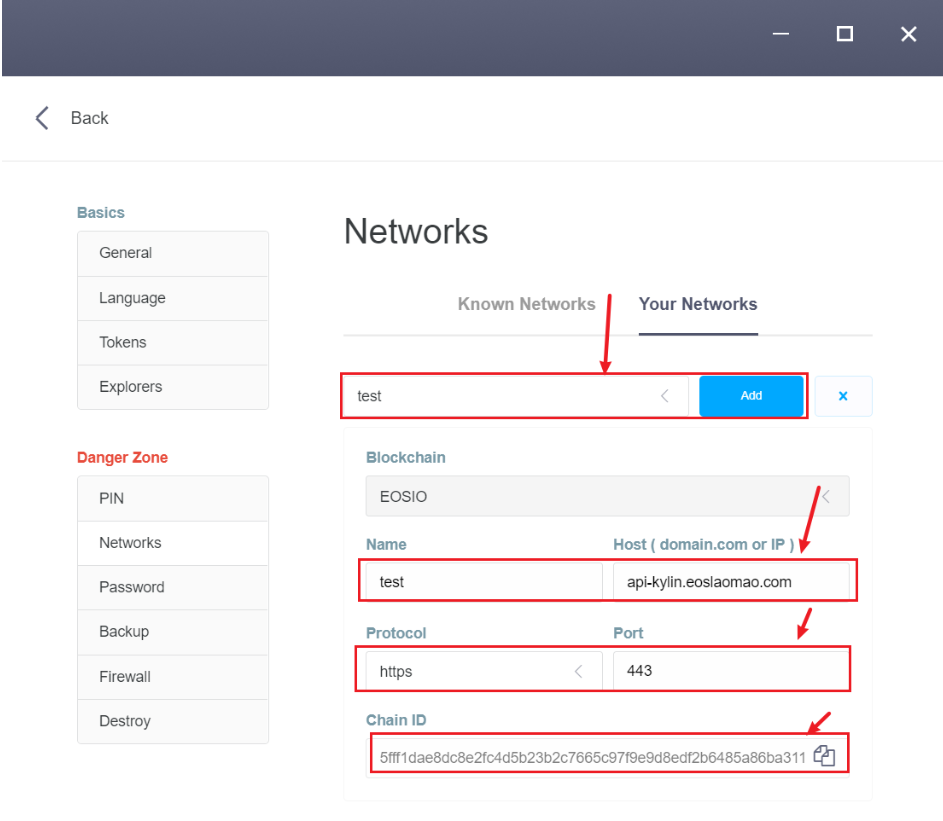 Back
Basics
General
Language
Tokens
Explorers
Danger Zone
PIN
Networks
Password
Backup
Firewall
Destroy
Networks
Known Networks Your Networks
test Add x
Blockchain
EOSIO
Name Host ( domain.com or IP )
test api-kylin.eoslaomao.com
Protocol Port
https 443
Chain ID
5fff1dae8dc8e2fc4d5b23b2c7665c97f9e9d8edf2b6485a86ba311